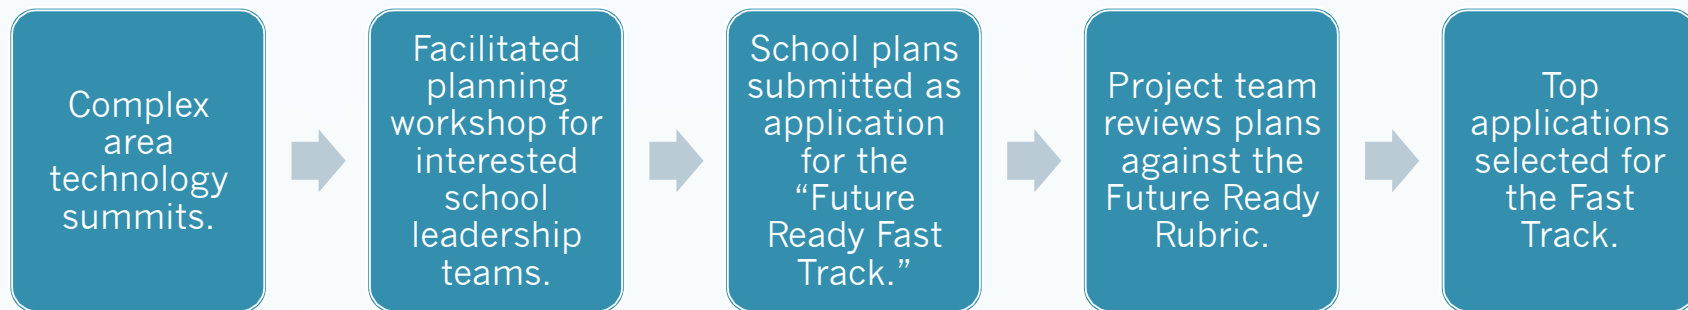 Complex
area
technology
summits.
Facilitated
planning
workshop for
interested
school
leadership
teams.
School plans
submitted as
application
for the
“Future
Ready Fast
Track.”
Project team
reviews plans
against the
Future Ready
Rubric.
Top
applications
selected for
the Fast
Track.